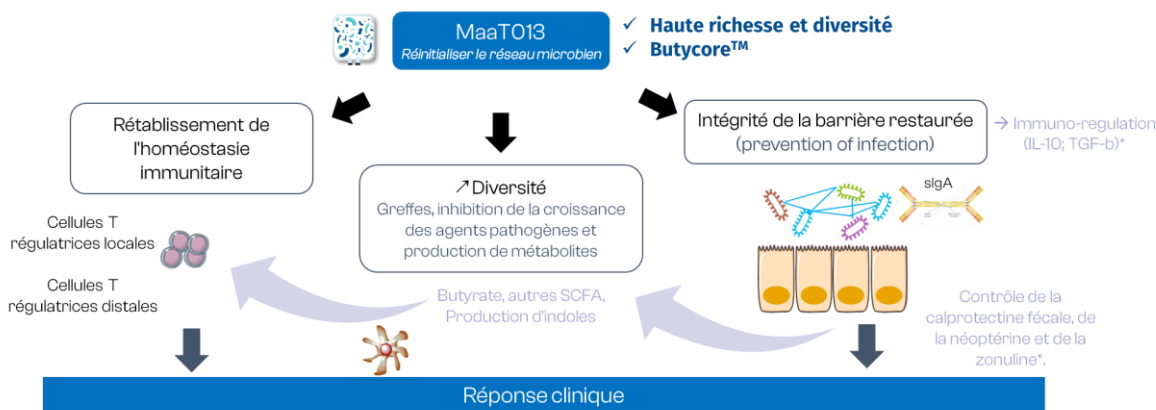 MaaT013
Réinitialiser le réseau microbien
✓ Haute richesse et diversité
✓ Butycore™
Rétablissement de
l'homéostasie
immunitaire
↗Diversité
Greffes, inhibition de la croissance
des agents pathogènes et
production de métabolites
Intégrité de la barrière restaurée
(prevention of infection)
→ Immuno-regulation
(IL-10; TGF-b)*
sIgA
Cellules T
régulatrices locales
Cellules T
régulatrices distales
Butyrate, autres SCFA,
Production d'indoles
Contrôle de la
calprotectine fécale, de
la néoptérine et de la
zonuline*.
Réponse clinique